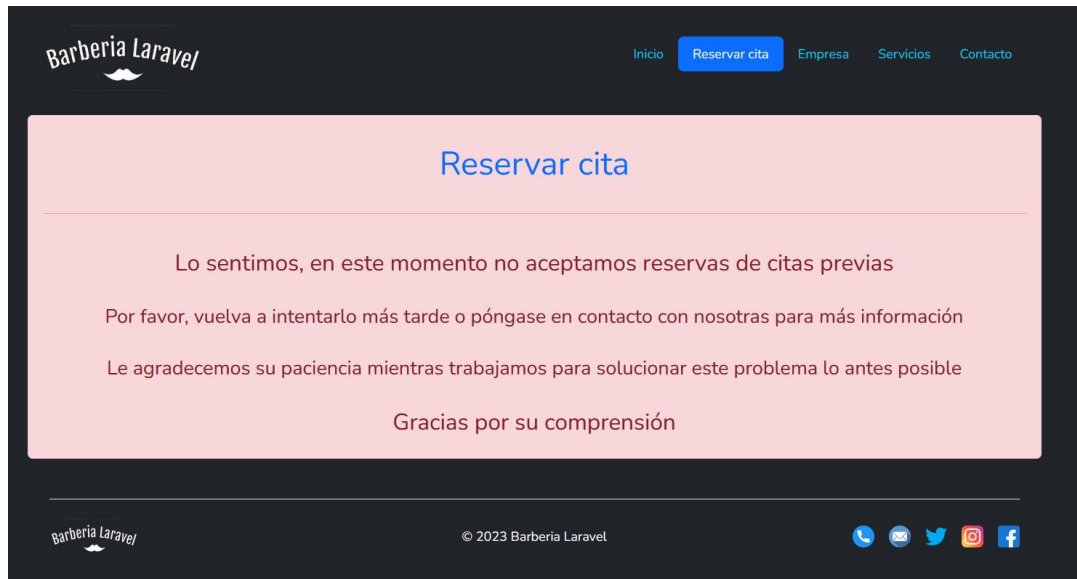 Barberia Laravel
Inicio Reservar cita Empresa Servicios Contacto
Reservar cita
Lo sentimos, en este momento no aceptamos reservas de citas previas
Por favor, vuelva a intentarlo más tarde o póngase en contacto con nosotras para más información
Le agradecemos su paciencia mientras trabajamos para solucionar este problema lo antes posible
Gracias por su comprensión
Barberia Laravel © 2023 Barberia Laravel